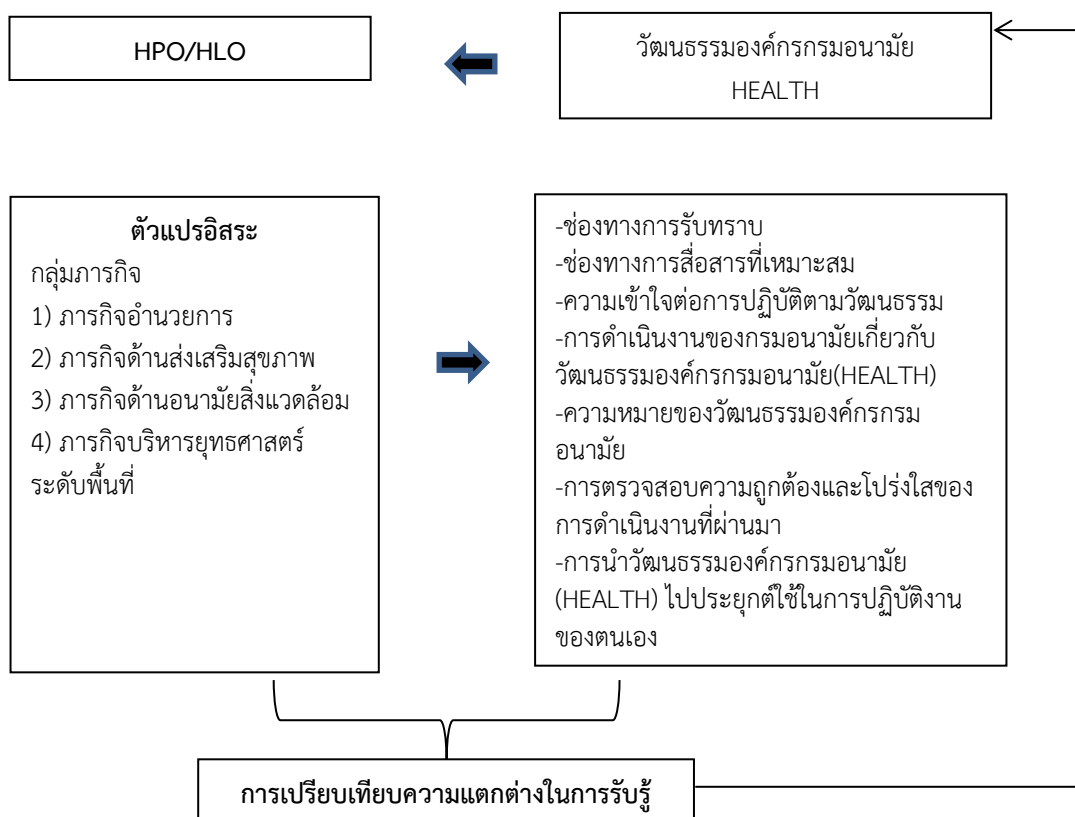 HPO/HLO
วัฒนธรรมองค์กรกรมอนามัย
HEALTH
ตัวแปรอิสระ
กลุ่มภารกิจ
1) ภารกิจอำนวยการ
2) ภารกิจด้านส่งเสริมสุขภาพ
3) ภารกิจด้านอนามัยสิ่งแวดล้อม
4) ภารกิจบริหารยุทธศาสตร์
ระดับพื้นที่
-ช่องทางการรับทราบ
-ช่องทางการสื่อสารที่เหมาะสม
-ความเข้าใจต่อการปฏิบัติตามวัฒนธรรม
-การดำเนินงานของกรมอนามัยเกี่ยวกับ
วัฒนธรรมองค์กรกรมอนามัย(HEALTH)
-ความหมายของวัฒนธรรมองค์กรกรม
อนามัย
-การตรวจสอบความถูกต้องและโปร่งใสของ
การดำเนินงานที่ผ่านมา
-การนำวัฒนธรรมองค์กรกรมอนามัย
(HEALTH) ไปประยุกต์ใช้ในการปฏิบัติงาน
ของตนเอง
การเปรียบเทียบความแตกต่างในการรับรู้